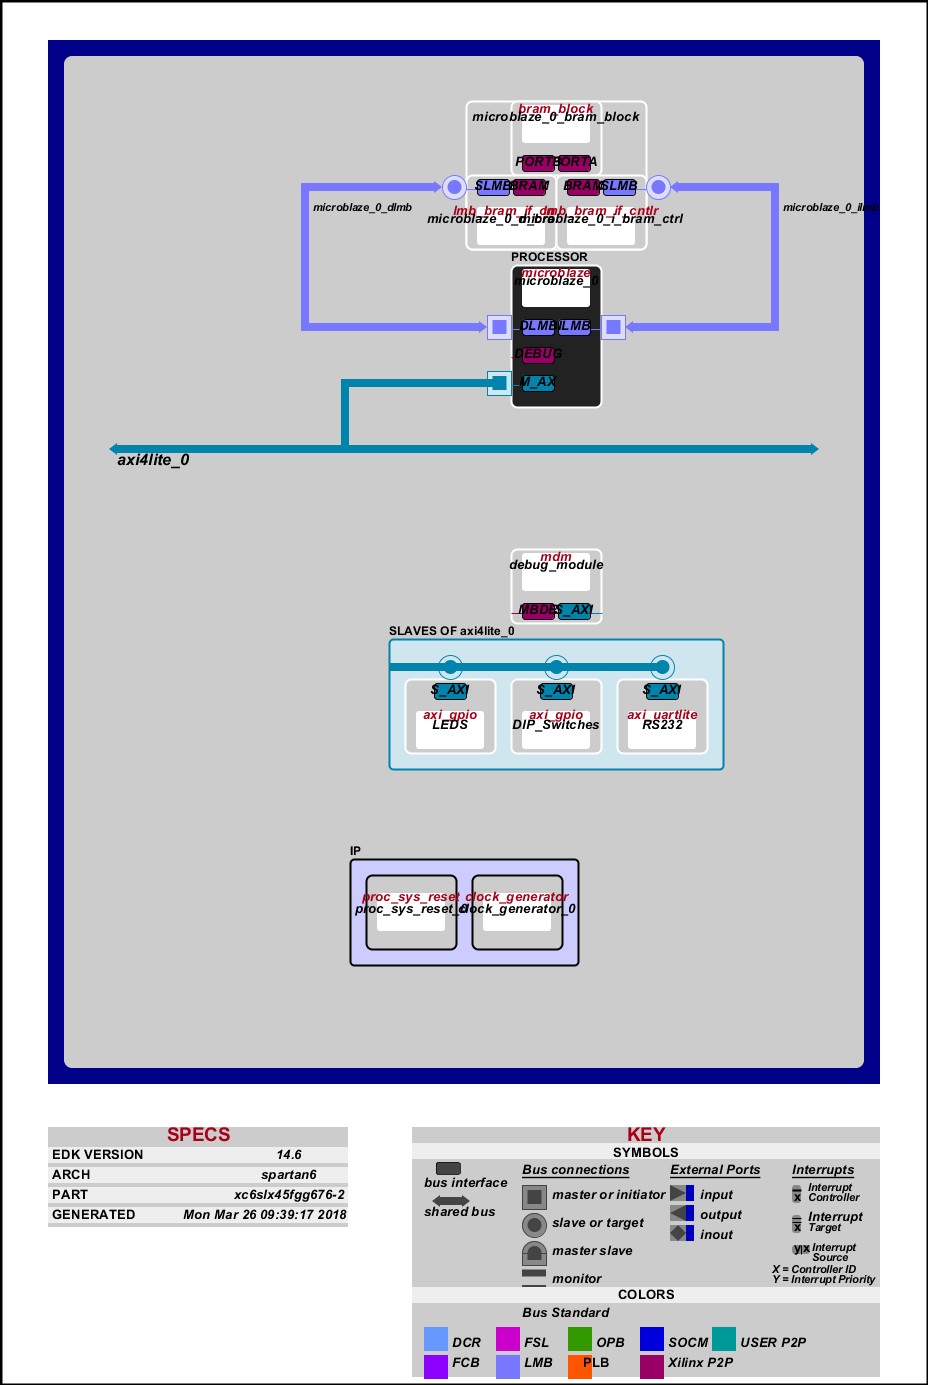 bram_block
microblaze_0_bram_block
PORTA
SLMB BRAM BRAM SLMB
microblaze_0_dlmb
microblaze_0_ilmb
lmb_bram_if_cntlr
microblaze_0_i_bram_ctrl
PROCESSOR
microblaze
microblaze_0
DLMB ILMB
DEBUG
M_AX
axi4lite_0
mdm
debug_module
S_AXI
SLAVES OF axi4lite_0
S_AXI S_AXI S_AXI
axi_gpio axi_gpio axi_uartlite
LEDS DIP_Switches RS232
IP
proc_sys_reset clock_generator
proc_sys_reset_0 clock_generator_0
SPECS
EDK VERSION 14.6
ARCH spartan6
PART xc6slx45fgg676-2
GENERATED Mon Mar 26 09:39:17 2018
KEY
SYMBOLS
bus interface
shared bus
Bus connections
master or initiator
slave or target
master slave
monitor
External Ports
input
output
inout
Interrupts
x Interrupt
Controller
x Interrupt
Target
y|x Interrupt
Source
X = Controller ID
Y = Interrupt Priority
COLORS
Bus Standard
DCR FSL OPB SOCM USER P2P
FCB LMB PLB Xilinx P2P